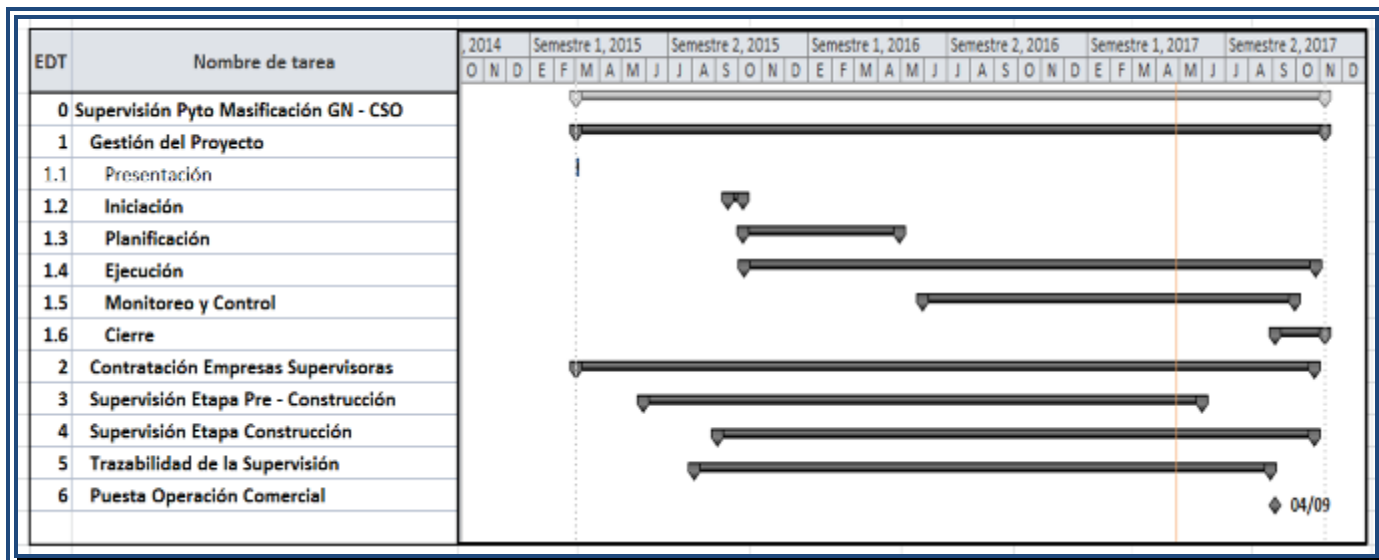 EDT Nombre de tarea
, 2014 Semestre 1, 2015 Semestre 2, 2015 Semestre 1, 2016 Semestre 2, 2016 Semestre 1, 2017 Semestre 2, 2017
O N D E F M A M J J A S O N D E F M A M J J A S O N D E F M A M J J A S O N D
0 Supervisión Pyto Masificación GN - CSO
1 Gestión del Proyecto
1.1 Presentación
1.2 Iniciación
1.3 Planificación
1.4 Ejecución
1.5 Monitoreo y Control
1.6 Cierre
2 Contratación Empresas Supervisoras
3 Supervisión Etapa Pre - Construcción
4 Supervisión Etapa Construcción
5 Trazabilidad de la Supervisión
6 Puesta Operación Comercial 04/09